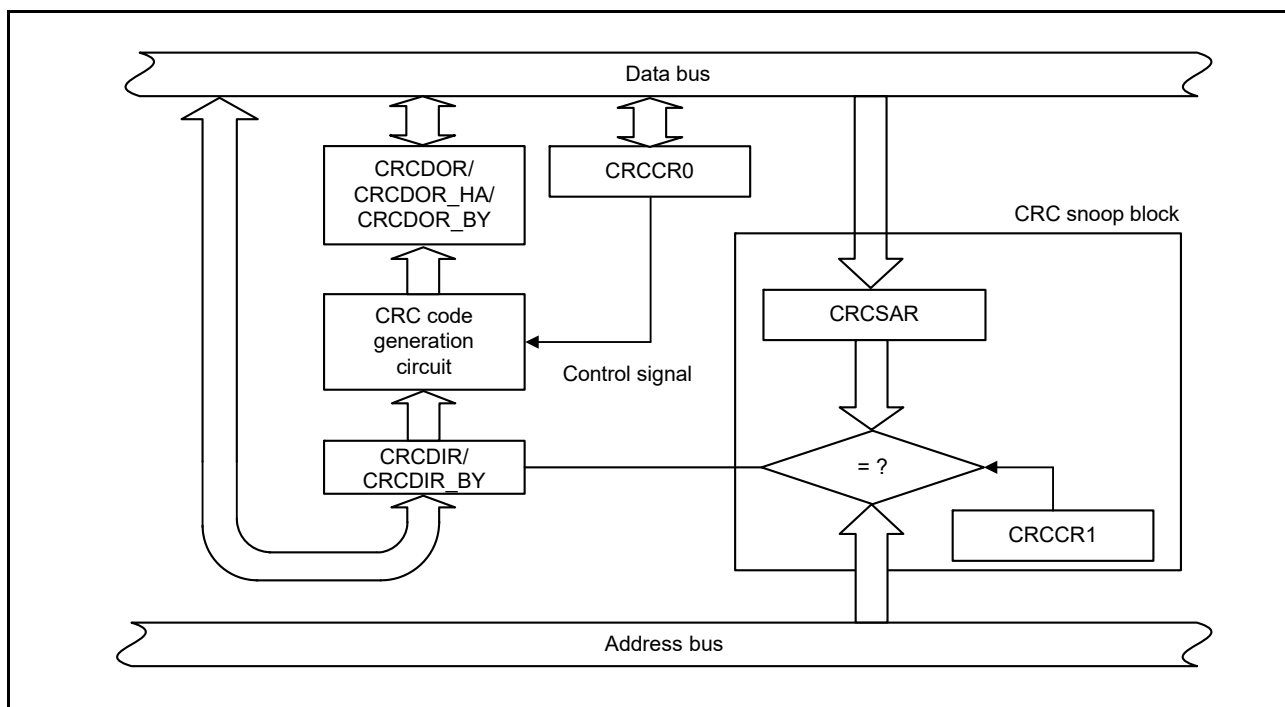 Data bus
CRCDOR/
CRCDOR_HA/
CRCDOR_BY
CRCCR0
CRC snoop block
CRCSAR
CRC code
generation
circuit
Control signal
CRCDIR/
CRCDIR_BY
= ?
CRCCR1
Address bus